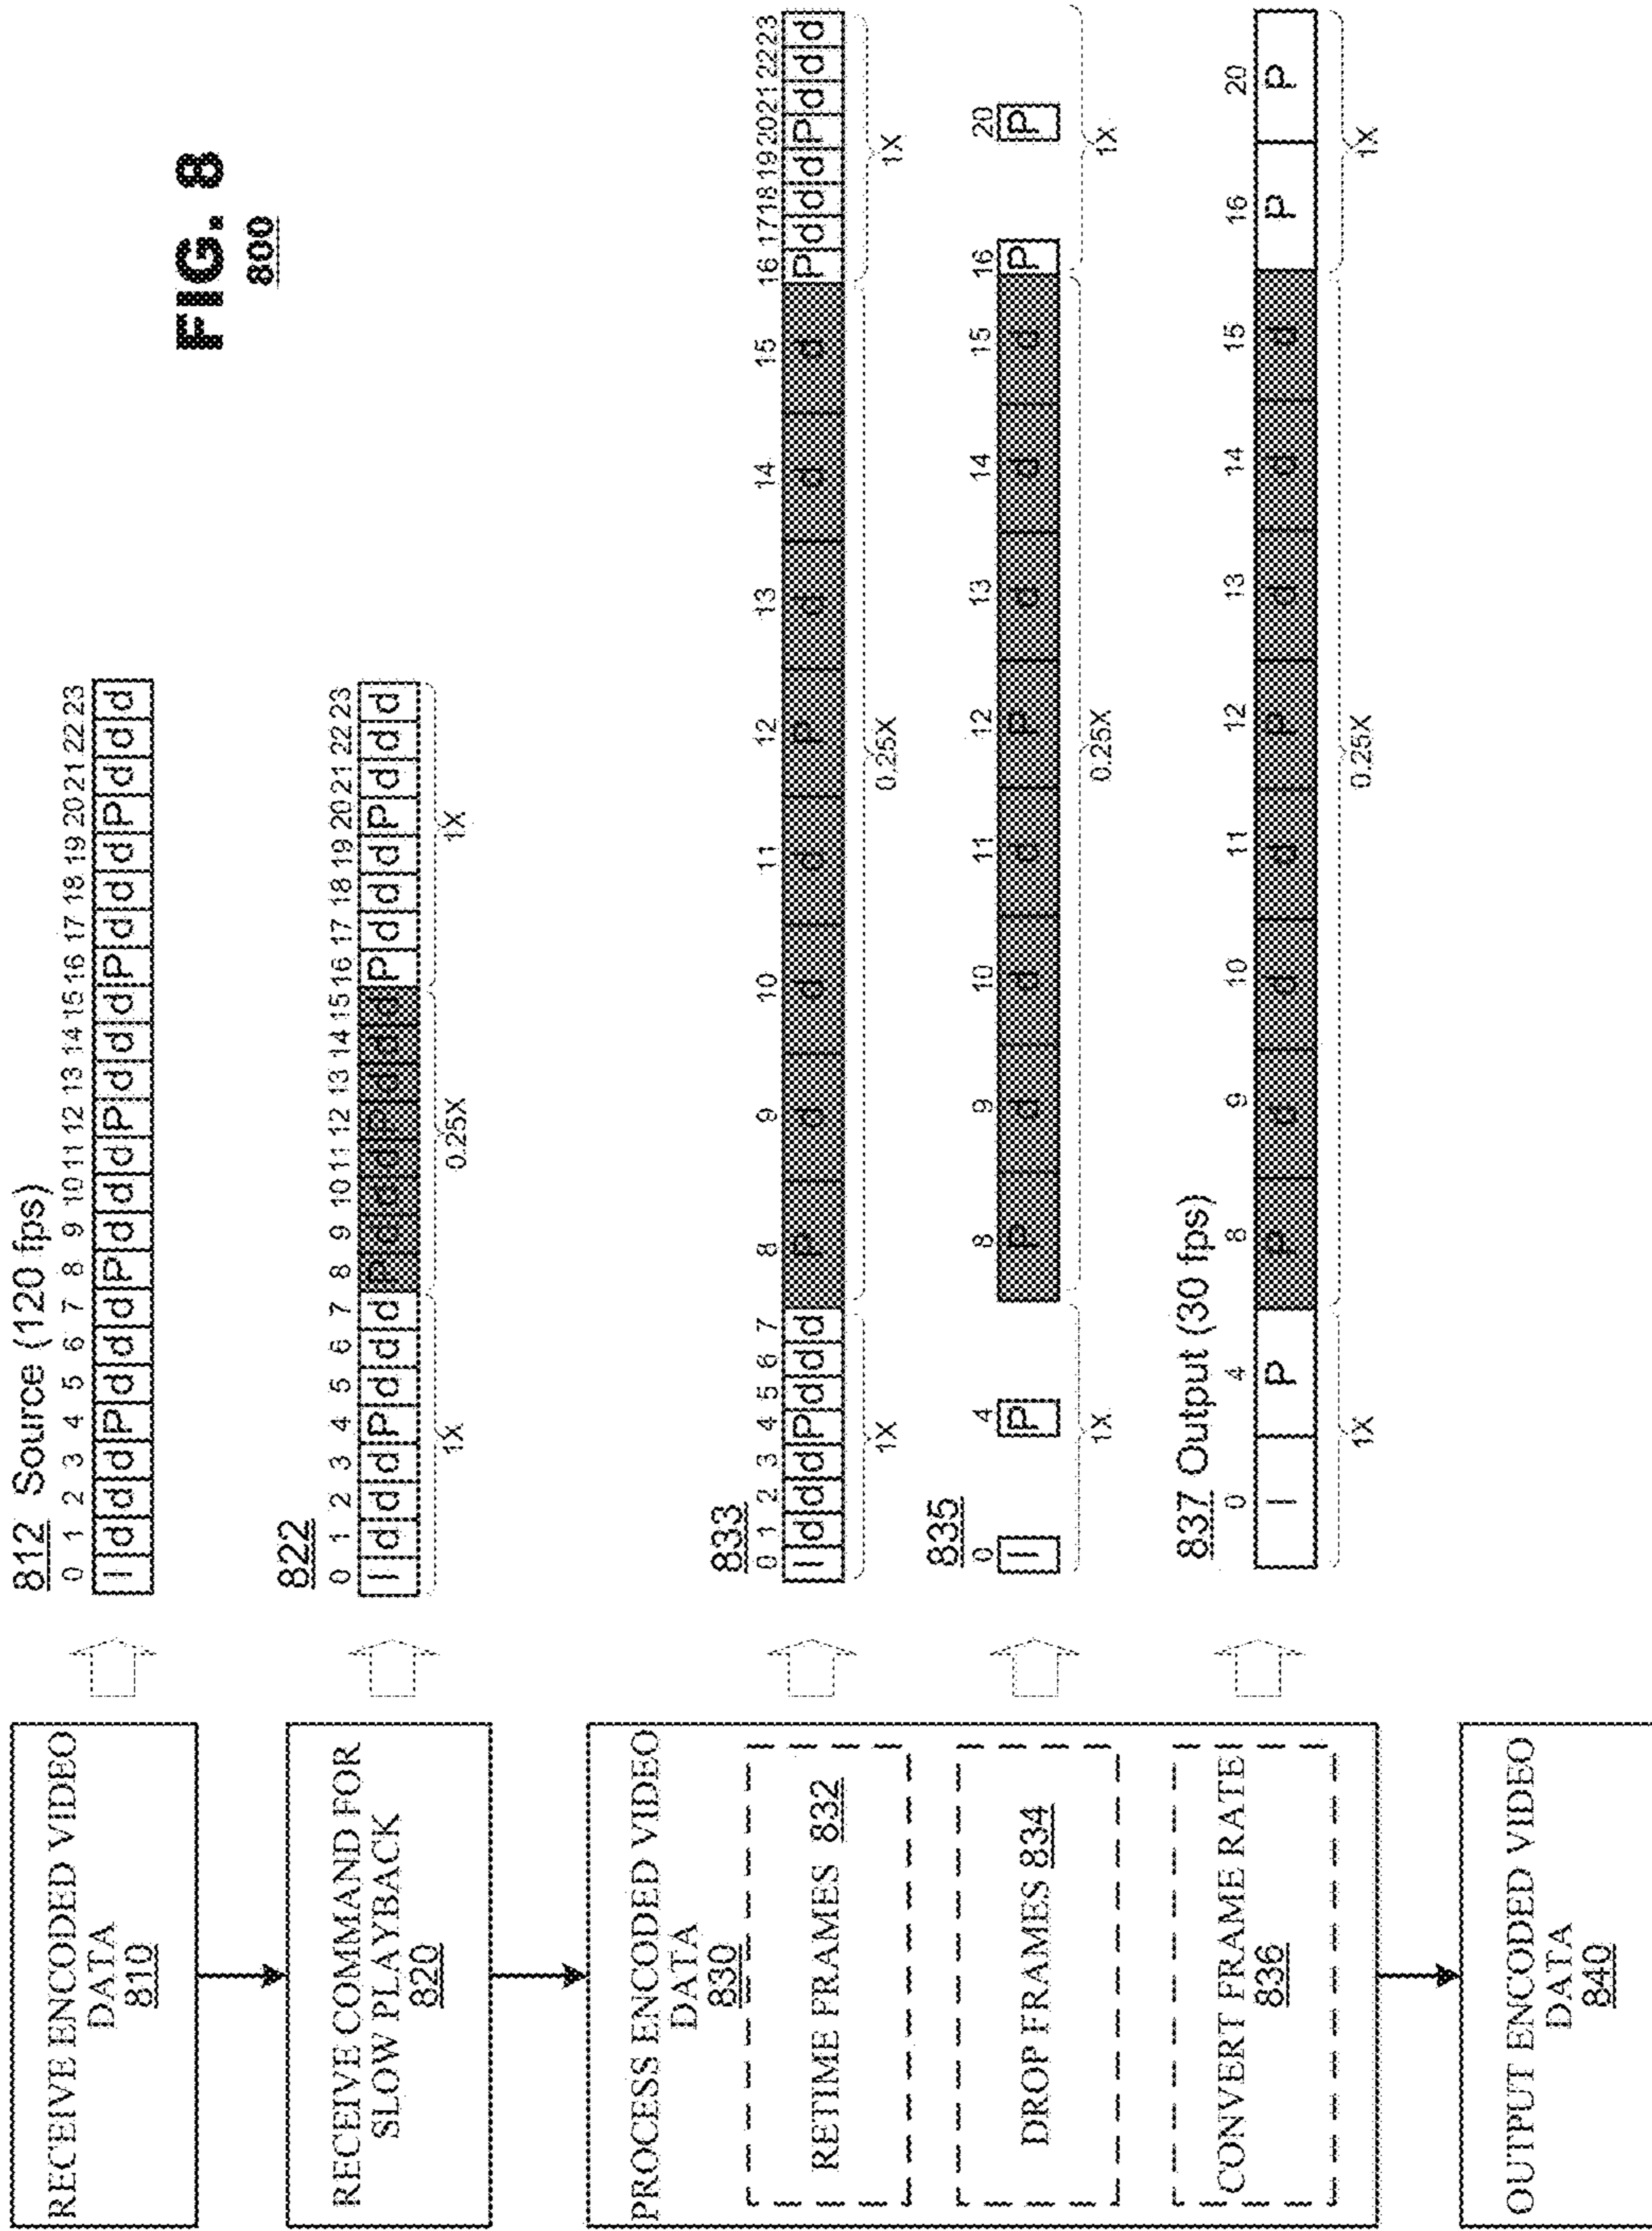 FIG. 8
800
RECEIVE ENCODED VIDEO
DATA
810
812 Source (120 fps)
0 1 2 3 4 5 6 7 8 9 10 11 12 13 14 15 16 17 18 19 20 21 22 23
I d d d P d d d P d d d P d d d P d d d P d d d
RECEIVE COMMAND FOR
SLOW PLAYBACK
820
822
0 1 2 3 4 5 6 7 8 9 10 11 12 13 14 15 16 17 18 19 20 21 22 23
I d d d P d d d P d d d P d d d P d d d P d d d
1X 0.25X 1X
PROCESS ENCODED VIDEO
DATA
830
RETIME FRAMES 832
833
0 1 2 3 4 5 6 7 8 9 10 11 12 13 14 15 16 17 18 19 20 21 22 23
I d d d P d d d P d d d P d d d P d d d P d d d
1X 0.25X 1X
DROP FRAMES 834
835
0 4 8 9 10 11 12 13 14 15 16 20
I P P d d d P d d d P P
1X 0.25X 1X
CONVERT FRAME RATE
836
837 Output (30 fps)
0 4 8 9 10 11 12 13 14 15 16 20
I P P d d d P d d d P P
1X 0.25X 1X
OUTPUT ENCODED VIDEO
DATA
840